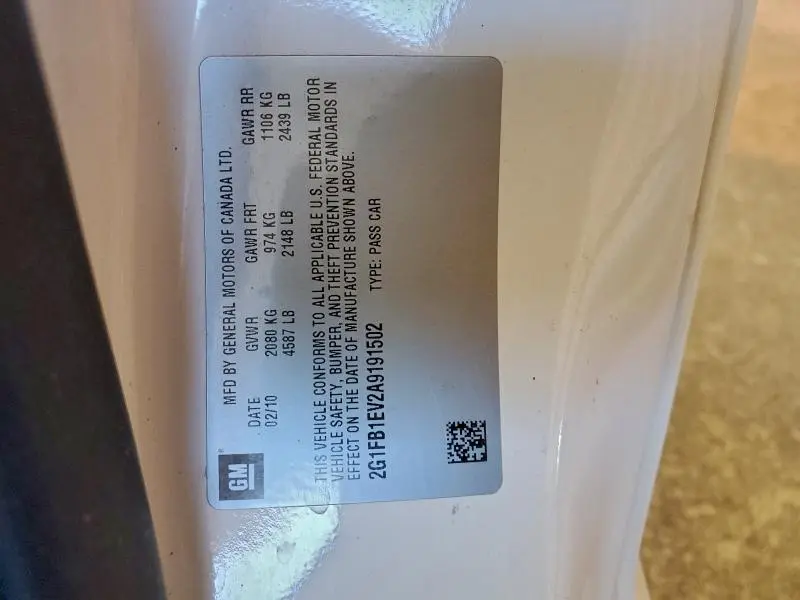 GM
MFD BY GENERAL MOTORS OF CANADA LTD.
DATE GVWR GAWR FRT GAWR RR
02/10 2080 KG 974 KG 1106 KG
4587 LB 2148 LB 2439 LB
THIS VEHICLE CONFORMS TO ALL APPLICABLE U.S. FEDERAL MOTOR
VEHICLE SAFETY, BUMPER, AND THEFT PREVENTION STANDARDS IN
EFFECT ON THE DATE OF MANUFACTURE SHOWN ABOVE.
2G1FB1EV2A9191502 TYPE: PASS CAR